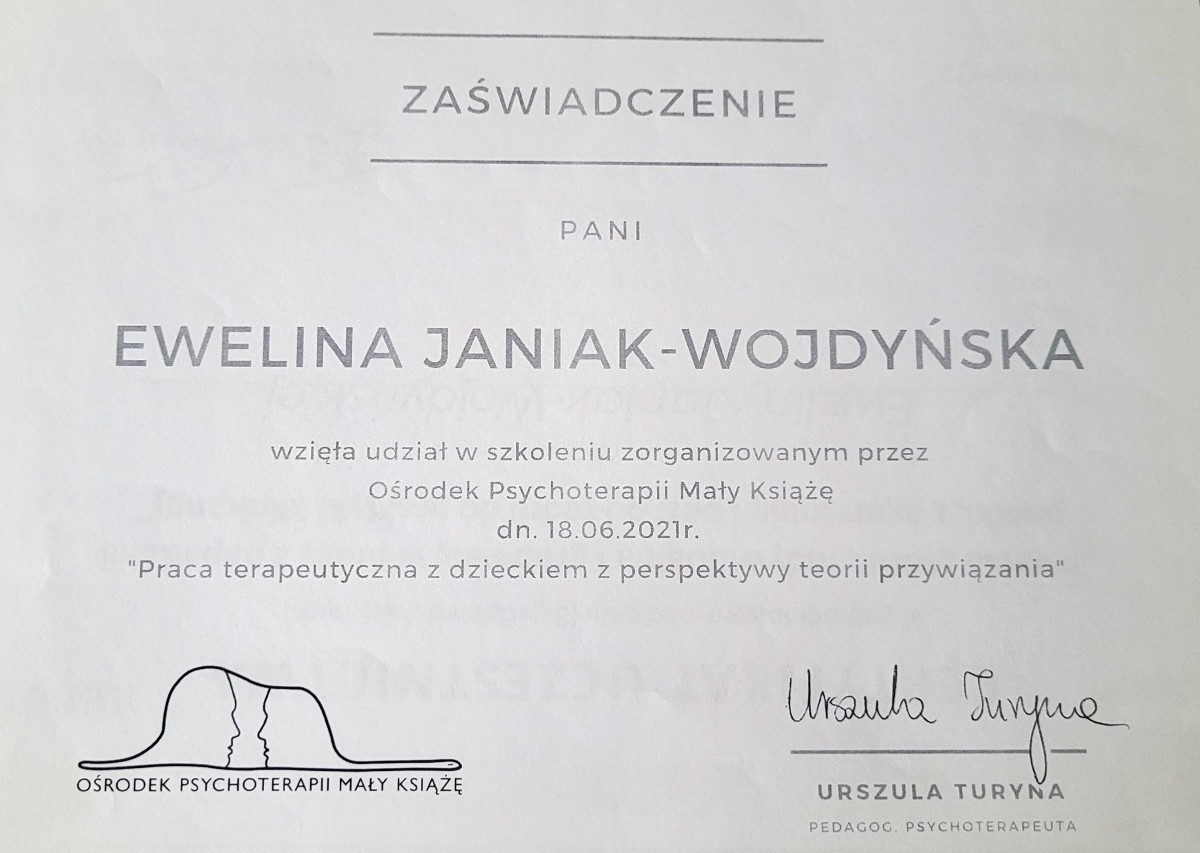 ZAŚWIADCZENIE
PANI
EWELINA JANIAK-WOJDYŃSKA
wzięła udział w szkoleniu zorganizowanym przez
Ośrodek Psychoterapii Mały Książę
dn. 18.06.2021r.
"Praca terapeutyczna z dzieckiem z perspektywy teorii przywiązania"
OŚRODEK PSYCHOTERAPII MAŁY KSIĄŻĘ
Urszula Turyna
URSZULA TURYNA
PEDAGOG, PSYCHOTERAPEUTA